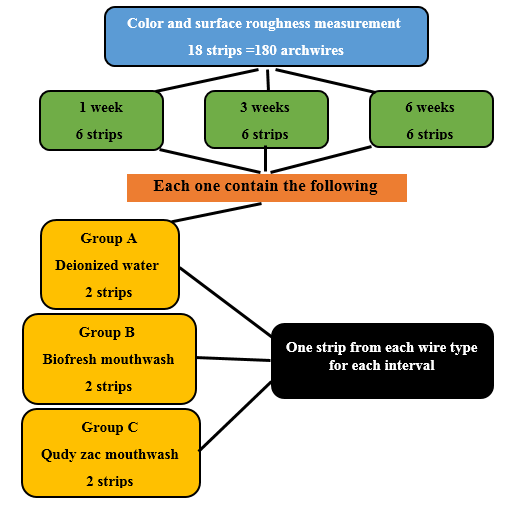 Color and surface roughness measurement
18 strips =180 archwires
1 week
6 strips
3 weeks
6 strips
6 weeks
6 strips
Each one contain the following
Group A
Deionized water
2 strips
Group B
Biofresh mouthwash
2 strips
Group C
Qudy zac mouthwash
2 strips
One strip from each wire type
for each interval